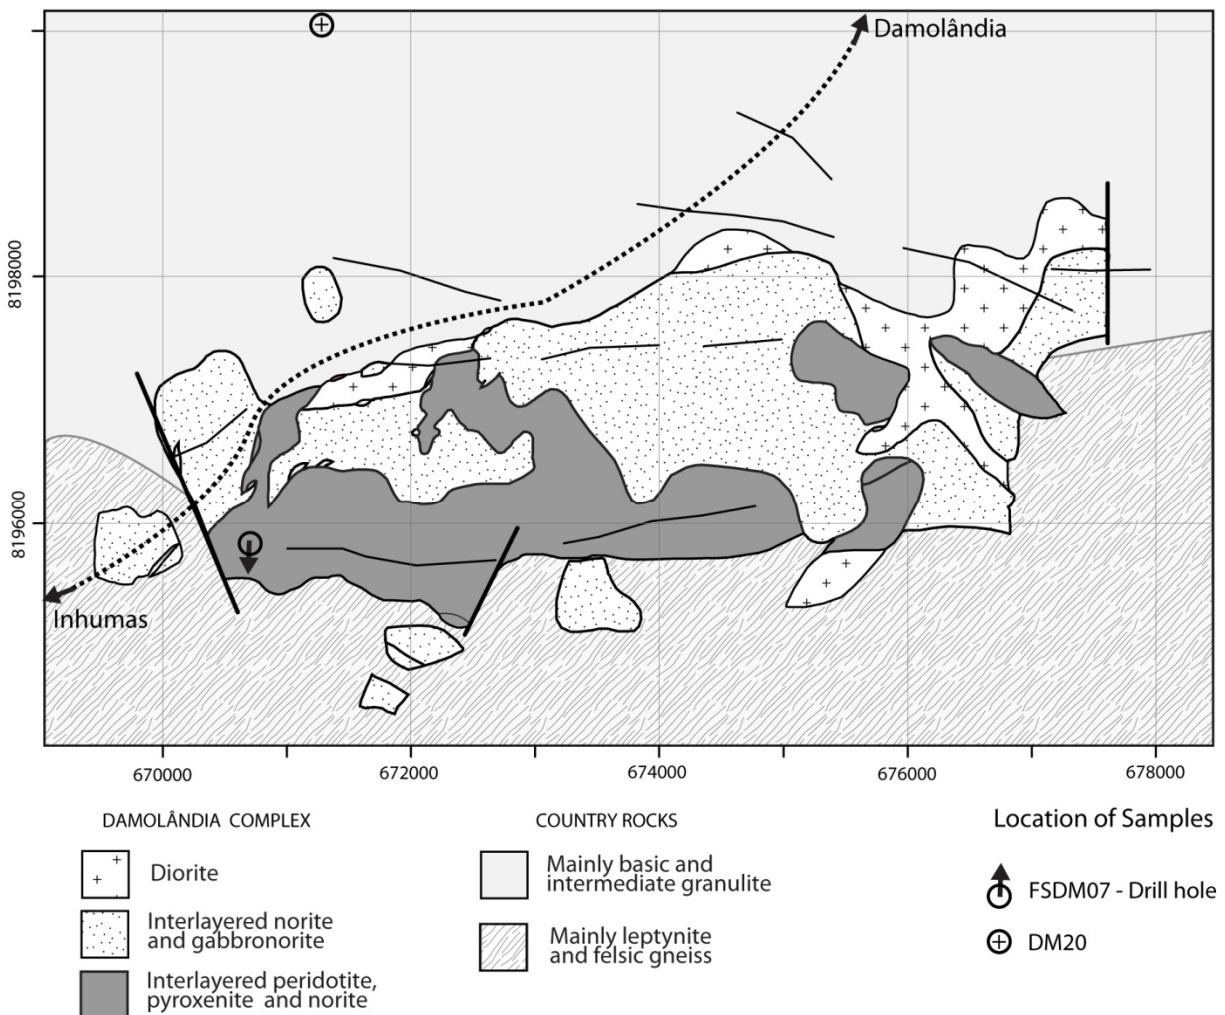 Damolândia
8198000
8196000
Inhumas
670000
672000
674000
676000
678000
DAMOLÂNDIA COMPLEX
Diorite
Interlayered norite
and gabbronorite
Interlayered peridotite,
pyroxenite and norite
COUNTRY ROCKS
Mainly basic and
intermediate granulite
Mainly leptynite
and felsic gneiss
Location of Samples
FSDM07 - Drill hole
DM20